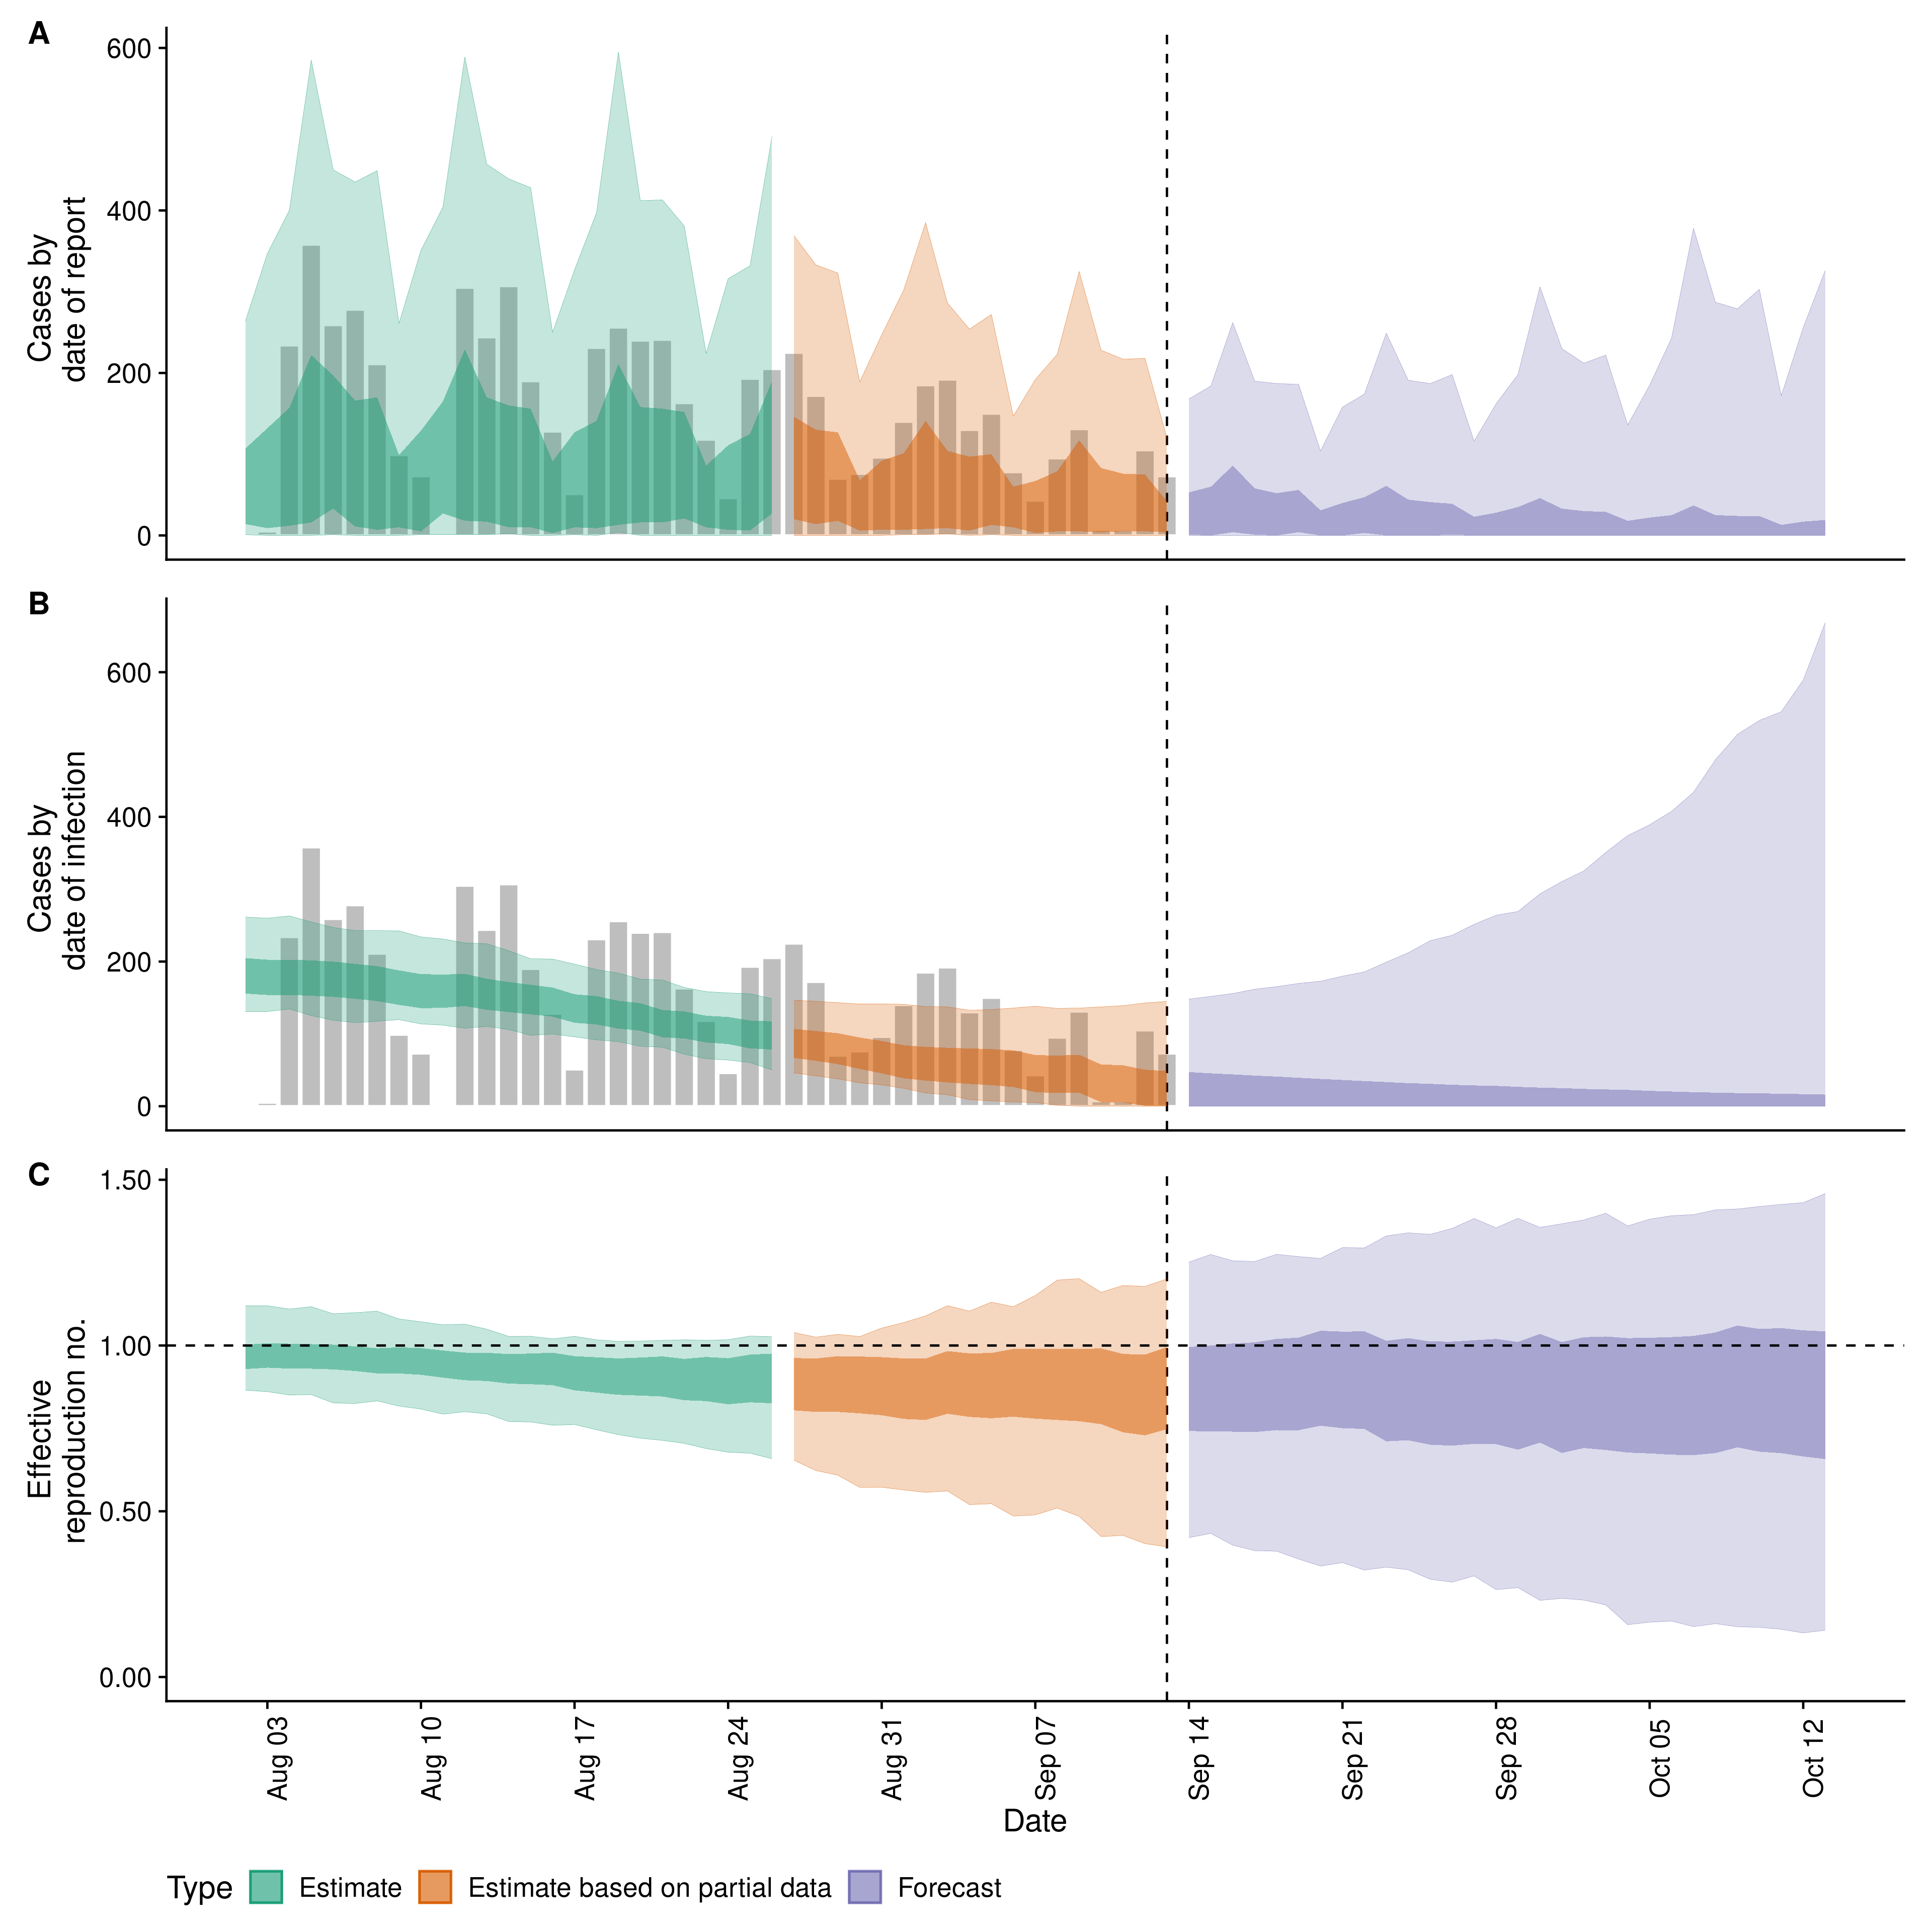 A
600
400
200
0
Cases by
date of report
B
600
400
200
0
Cases by
date of infection
C
1.50
1.00
0.50
0.00
Effective
reproduction no.
Aug 03
Aug 10
Aug 17
Aug 24
Aug 31
Sep 07
Sep 14
Sep 21
Sep 28
Oct 05
Oct 12
Date
Type Estimate Estimate based on partial data Forecast